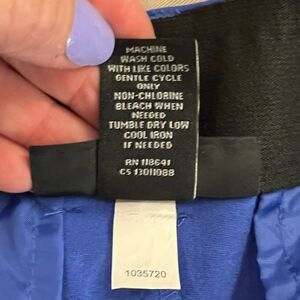 MACHINE
WASH COLD
WITH LIKE COLORS
GENTLE CYCLE
ONLY
NON-CHLORINE
BLEACH WHEN
NEEDED
TUMBLE DRY LOW
COOL IRON
IF NEEDED
RN 118641
CS 13011088
1035720